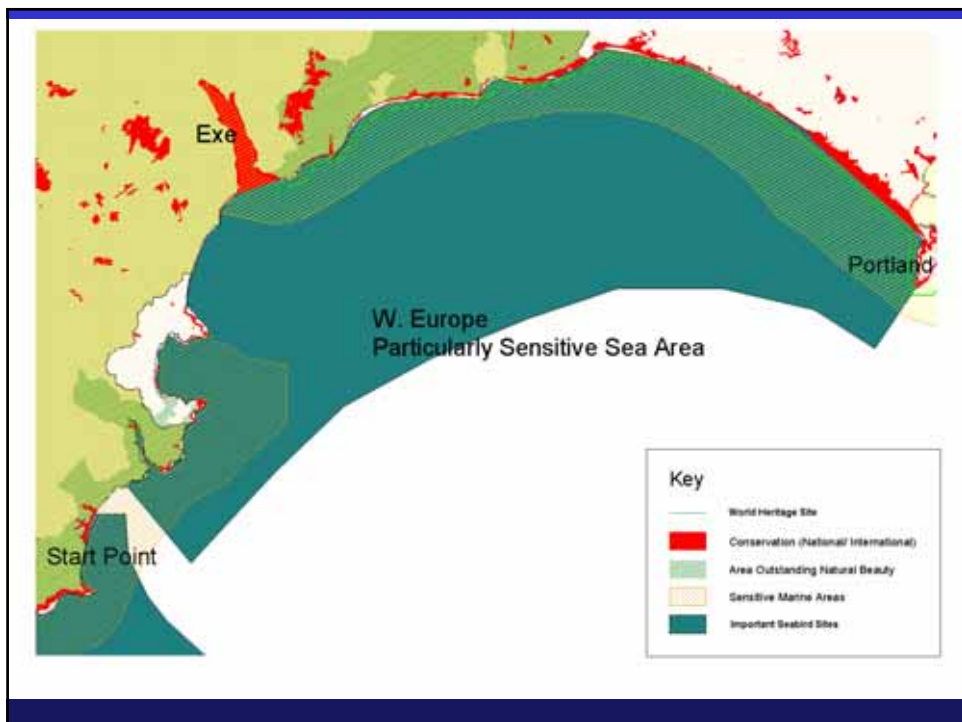 Exe
Portland
W. Europe
Particularly Sensitive Sea Area
Start Point
Key
World Heritage Site
Conservation (National/ International)
Area Outstanding Natural Beauty
Sensitive Marine Areas
Important Seabird Sites